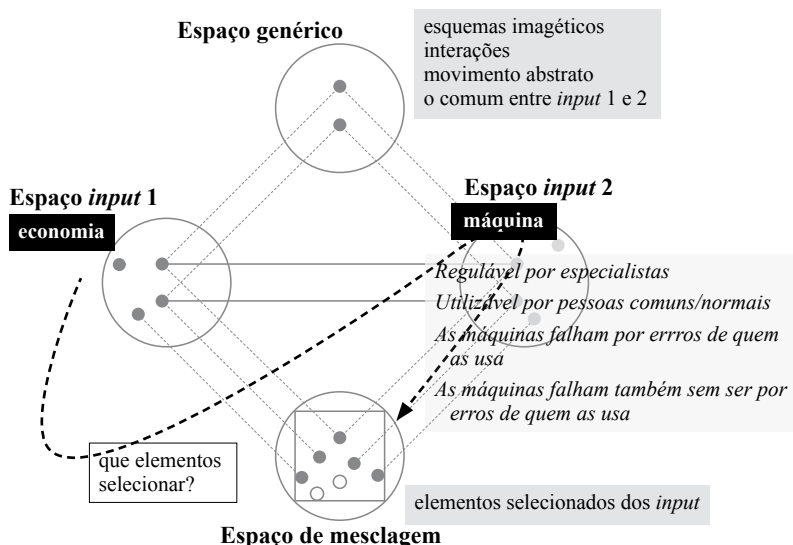 Espaço genérico
esquemas imagéticos
interações
movimento abstrato
o comum entre input 1 e 2
Espaço input 1
economia
Espaço input 2
máquina
Regulável por especialistas
Utilizável por pessoas comuns/normais
As máquinas falham por errros de quem
as usa
As máquinas falham também sem ser por
erros de quem as usa
que elementos
selecionar?
elementos selecionados dos input
Espaço de mesclagem